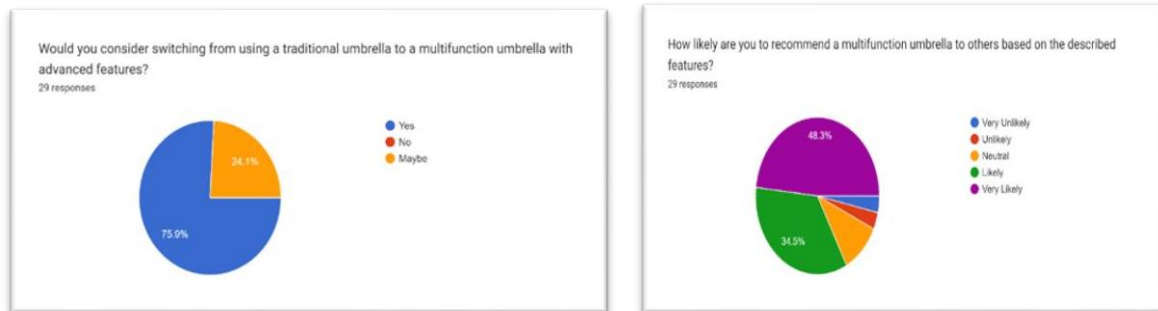 Would you consider switching from using a traditional umbrella to a multifunction umbrella with
advanced features?
29 responses
Yes
No
Maybe
24.1%
75.9%
How likely are you to recommend a multifunction umbrella to others based on the described
features?
29 responses
Very Unlikely
Unlikely
Neutral
Likely
Very Likely
48.3%
34.5%